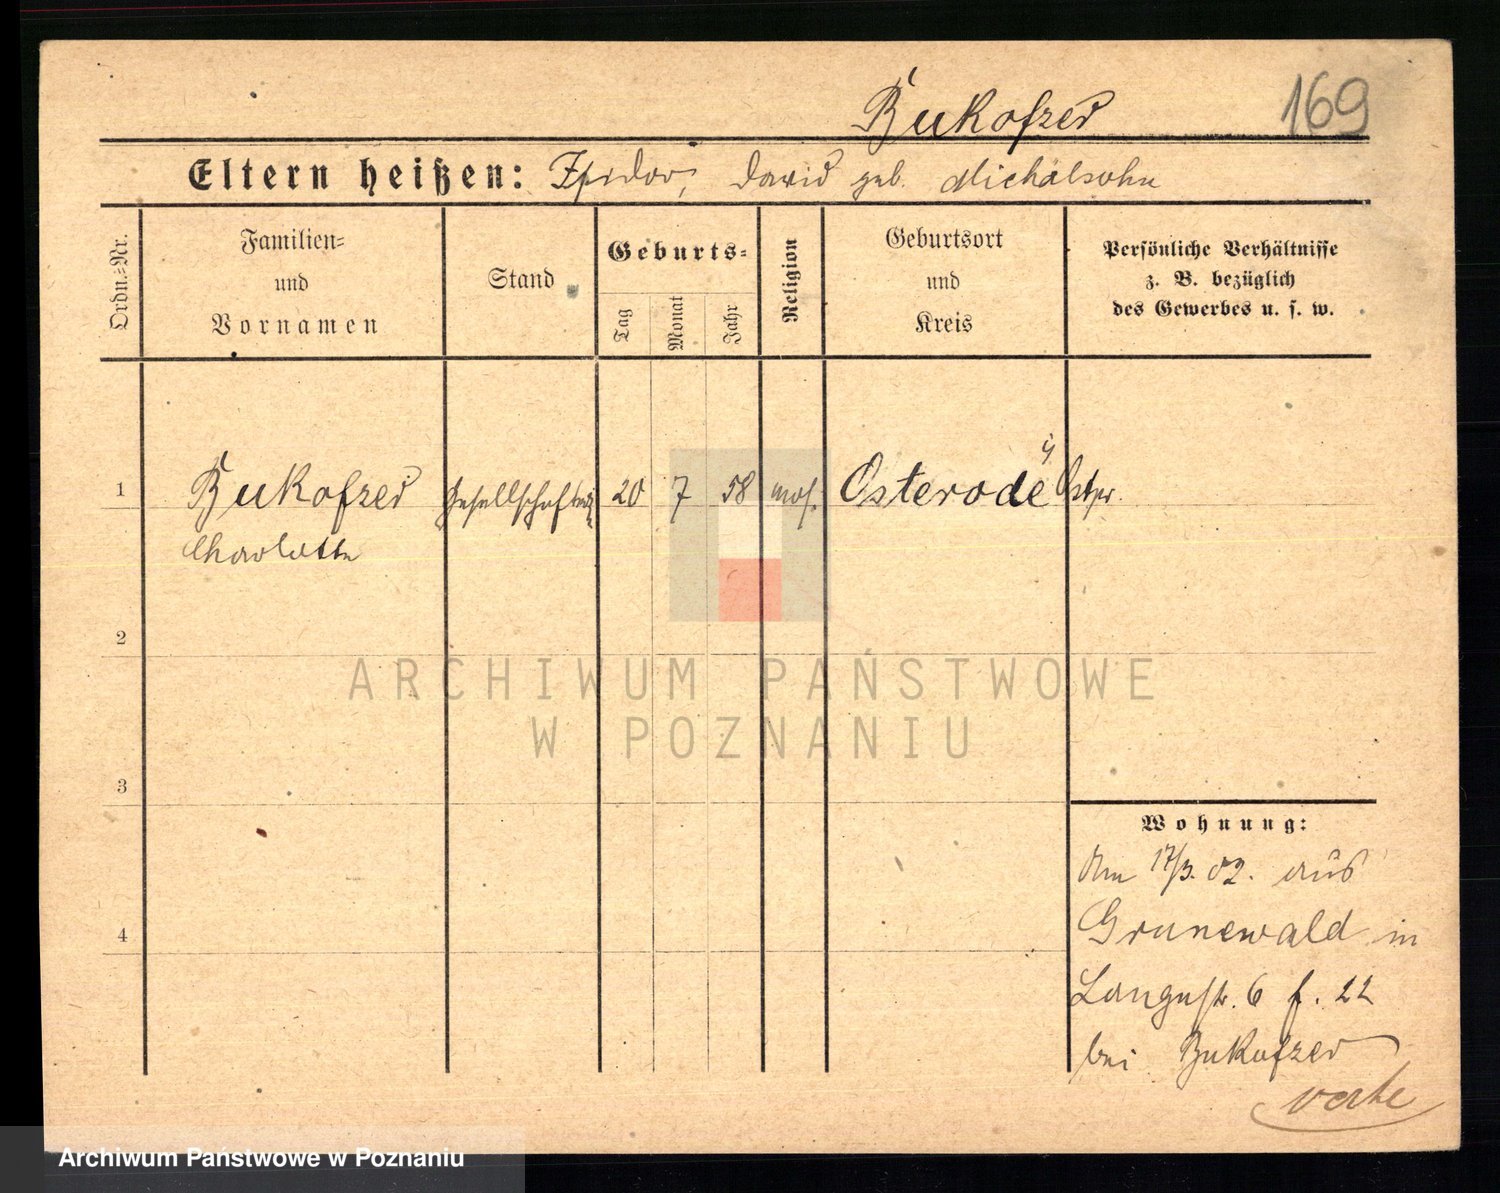 Bukofzer
169
Eltern heißen: Isidor, David geb. Michalsohn
Ordn.=Nr.
Familien=
und
Vornamen
Stand
Geburts=
Tag
Monat
Jahr
Religion
Geburtsort
und
Kreis
Persönliche Verhältnisse
z. B. bezüglich
des Gewerbes u. s. w.
1
Bukofzer
Charlotte
20
7
58
mos.
Osterode Ostpr.
2
3
4
Wohnung:
Am 17/3. 02. aus
Grunewald in
Langestr. 6 f. 22
bei Bukofzer
verte
ARCHIWUM PAŃSTWOWE
W POZNANIU
Archiwum Państwowe w Poznaniu